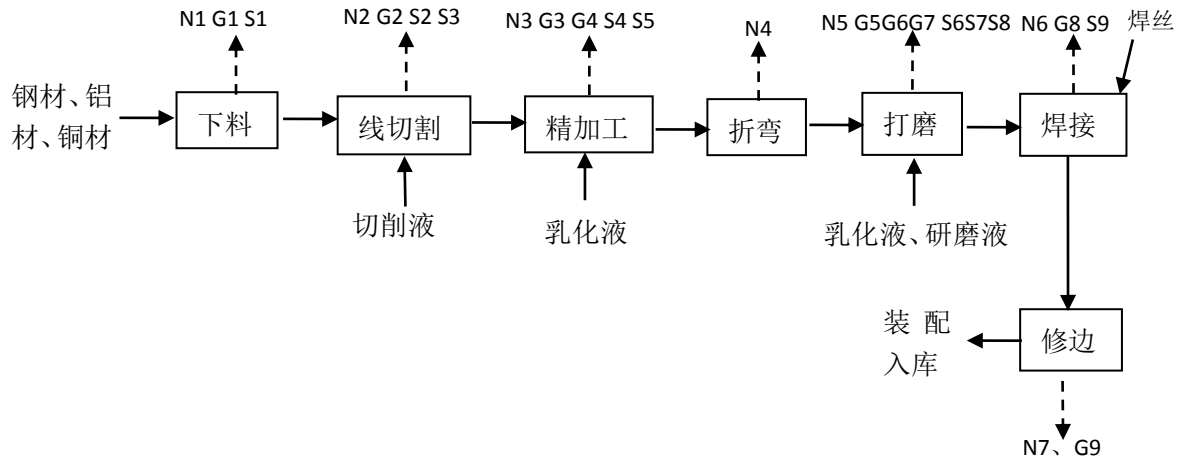 N1 G1 S1
N2 G2 S2 S3
N3 G3 G4 S4 S5
N4
N5 G5G6G7 S6S7S8
N6 G8 S9
焊丝
钢材、铝
材、铜材
下料
线切割
精加工
折弯
打磨
焊接
切削液
乳化液
乳化液、研磨液
装 配
入库
修边
N7、G9